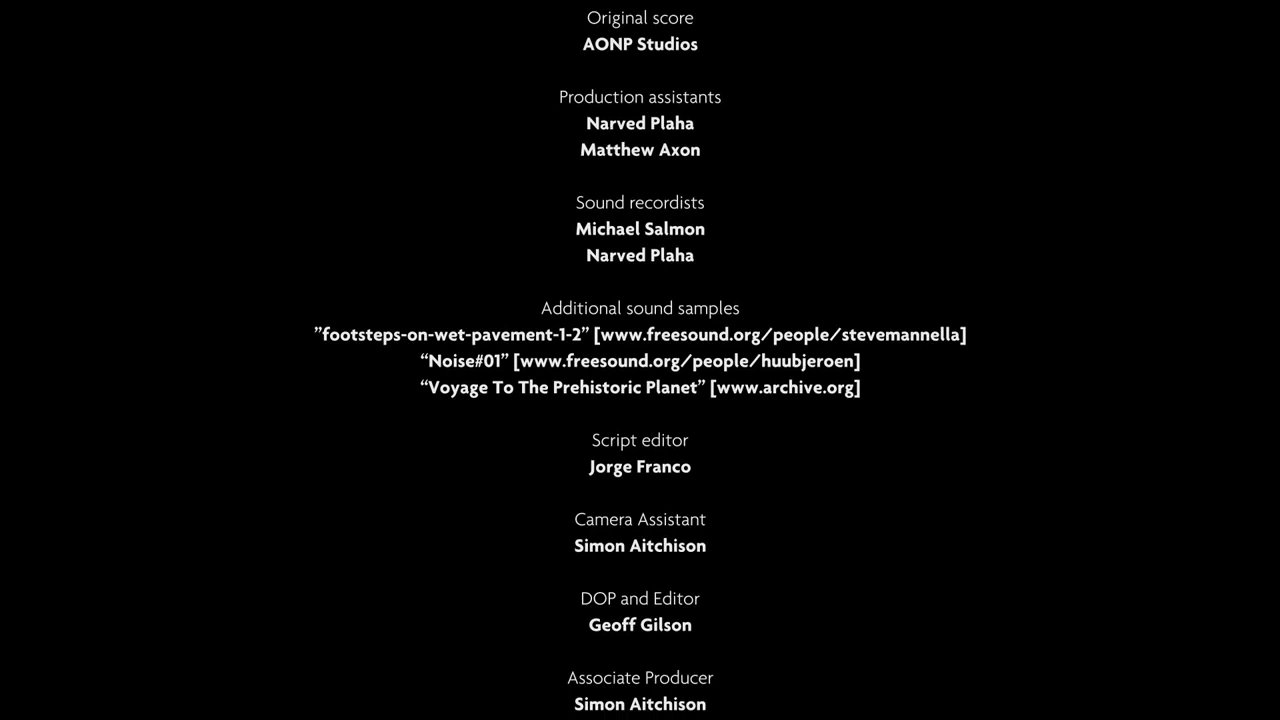 Original score
AONP Studios
Production assistants
Narved Plaha
Matthew Axon
Sound recordists
Michael Salmon
Narved Plaha
Additional sound samples
”footsteps-on-wet-pavement-1-2” [www.freesound.org/people/stevemannella]
“Noise#01” [www.freesound.org/people/huubjeroen]
“Voyage To The Prehistoric Planet” [www.archive.org]
Script editor
Jorge Franco
Camera Assistant
Simon Aitchison
DOP and Editor
Geoff Gilson
Associate Producer
Simon Aitchison